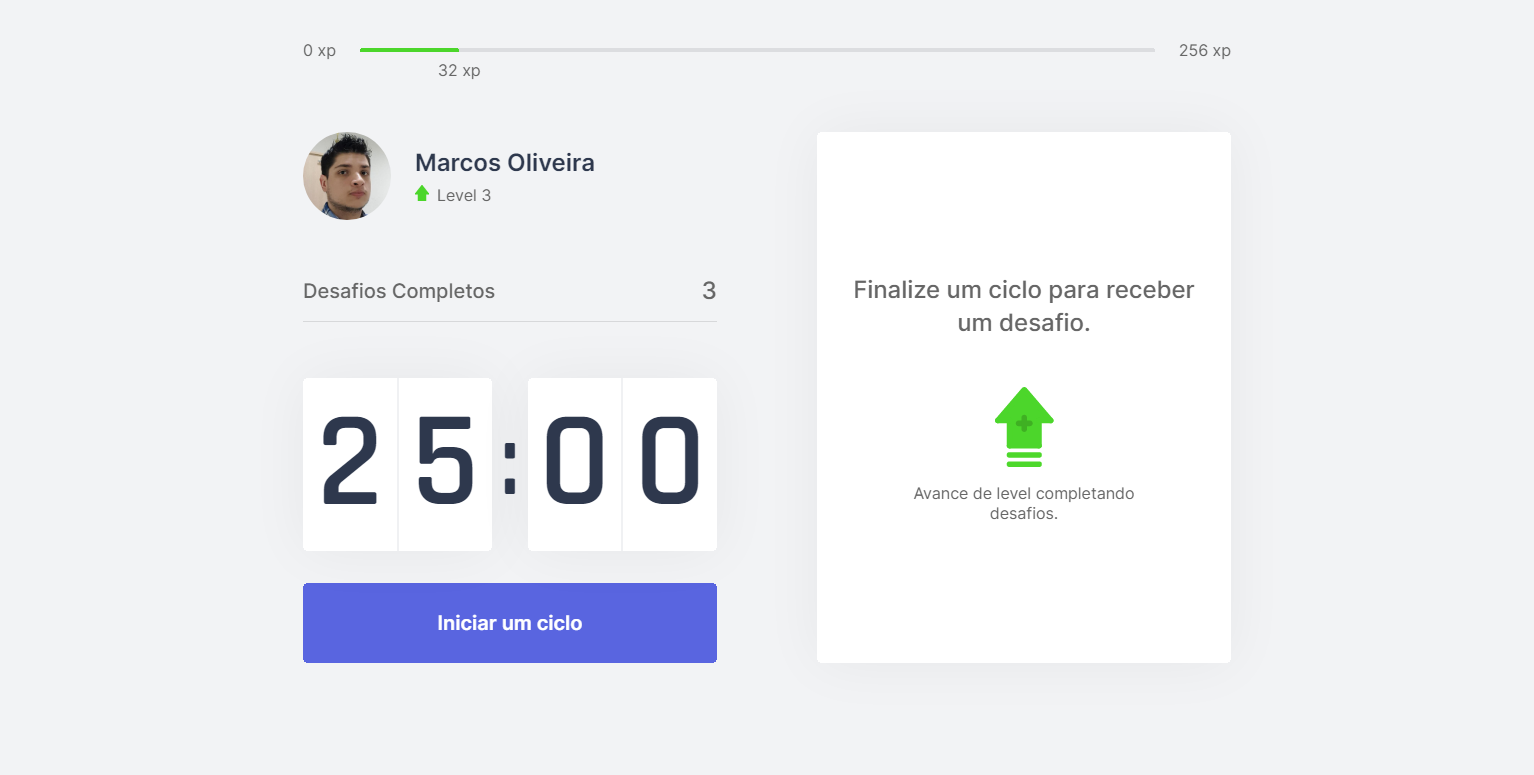 0 xp
256 xp
32 xp
Marcos Oliveira
Level 3
Desafios Completos 3
25:00
Iniciar um ciclo
Finalize um ciclo para receber
um desafio.
Avance de level completando
desafios.